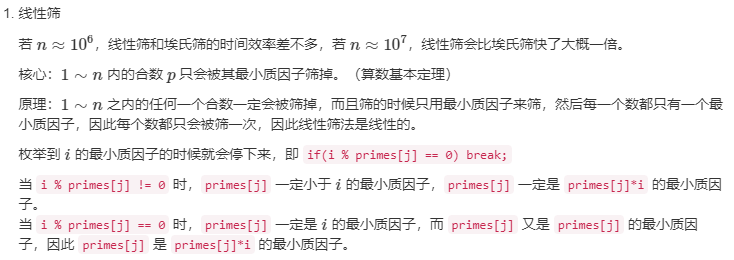 1. 线性筛
若 n ≈ 10⁶，线性筛和埃氏筛的时间效率差不多，若 n ≈ 10⁷，线性筛会比埃氏筛快了大概一倍。
核心：1 ∼ n 内的合数 p 只会被其最小质因子筛掉。（算数基本定理）
原理：1 ∼ n 之内的任何一个合数一定会被筛掉，而且筛的时候只用最小质因子来筛，然后每一个数都只有一个最
小质因子，因此每个数都只会被筛一次，因此线性筛法是线性的。
枚举到 i 的最小质因子的时候就会停下来，即 if(i % primes[j] == 0) break;
当 i % primes[j] != 0 时，primes[j] 一定小于 i 的最小质因子，primes[j] 一定是 primes[j]*i 的最小质因
子。
当 i % primes[j] == 0 时，primes[j] 一定是 i 的最小质因子，而 primes[j] 又是 primes[j] 的最小质因
子，因此 primes[j] 是 primes[j]*i 的最小质因子。